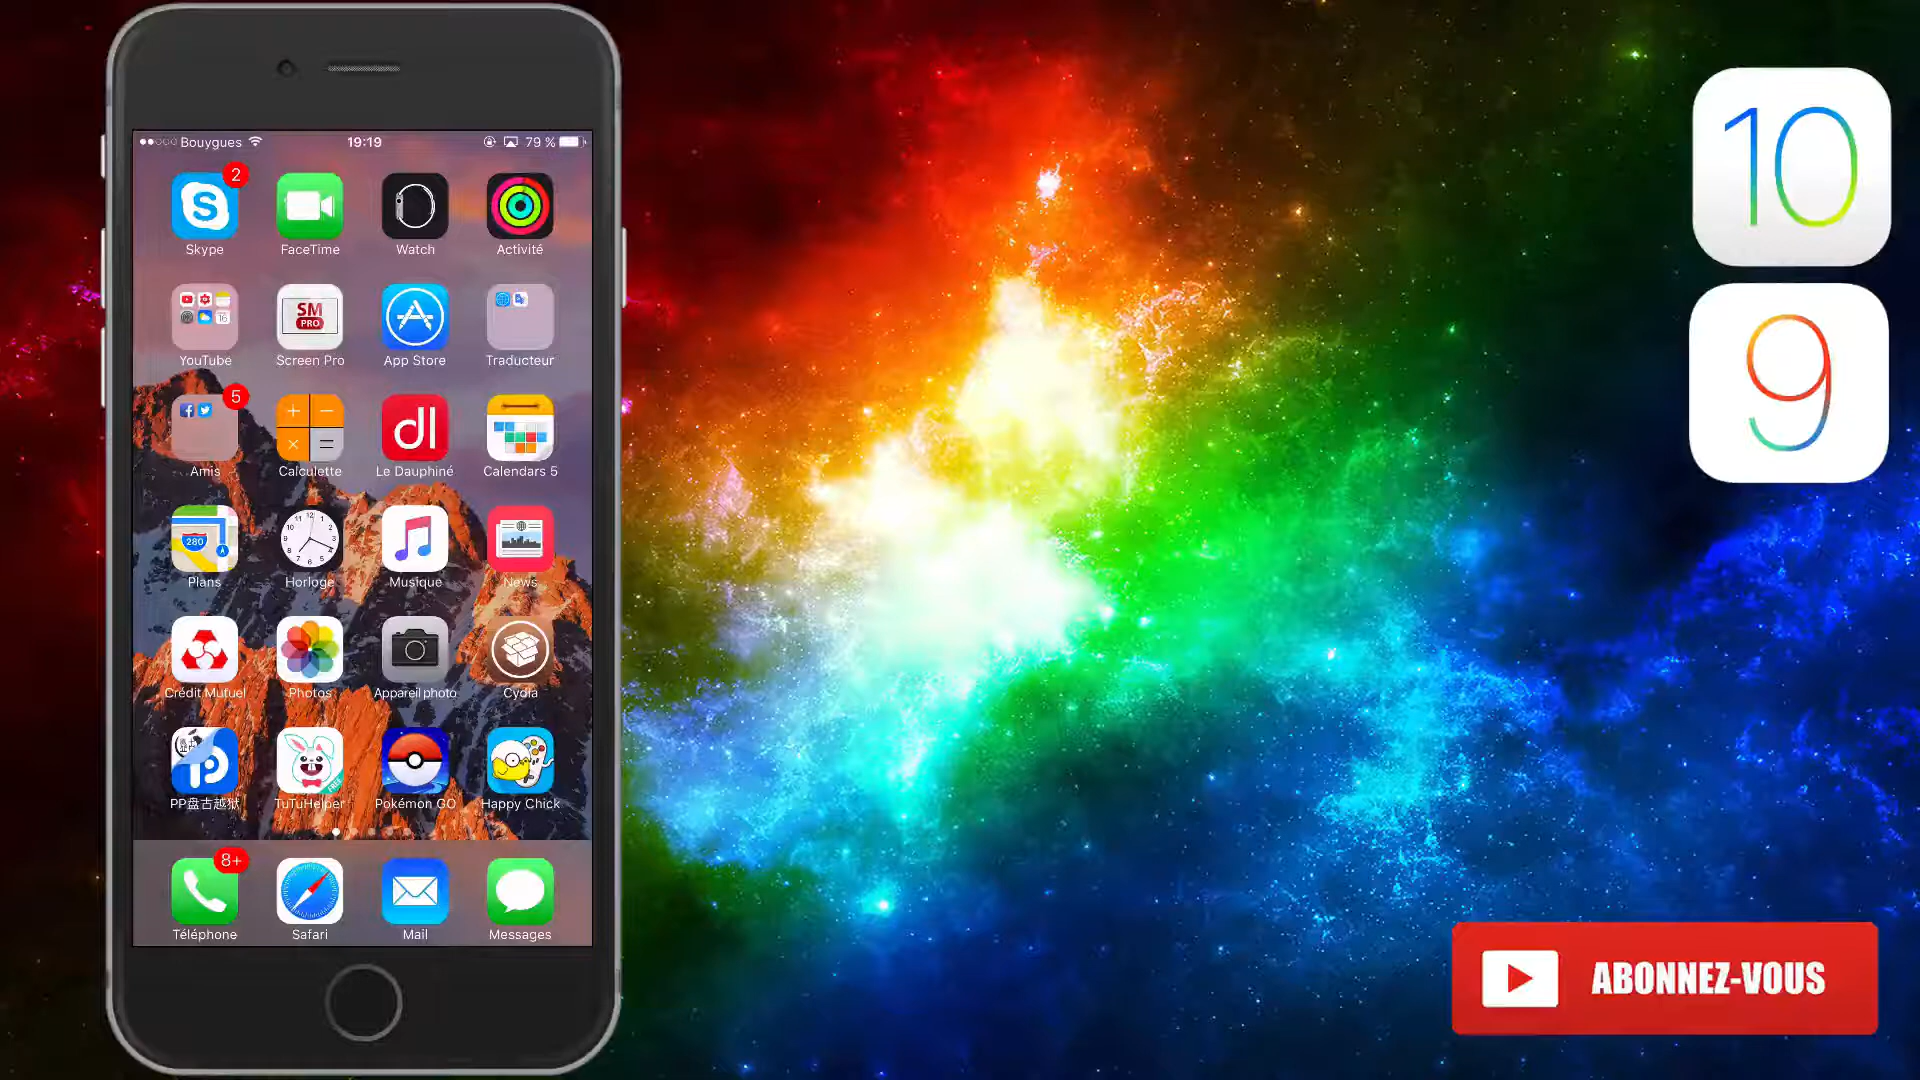 Bouygues 19:19 79 %
2
Skype FaceTime Watch Activité
16
SM
PRO
YouTube Screen Pro App Store Traducteur
5
dl
Amis Calculette Le Dauphiné Calendars 5
280
Plans Horloge Musique News
Crédit Mutuel Photos Appareil photo Cydia
PP盘古越狱 TuTuHelper Pokémon GO Happy Chick
8+
Téléphone Safari Mail Messages
10
9
ABONNEZ-VOUS